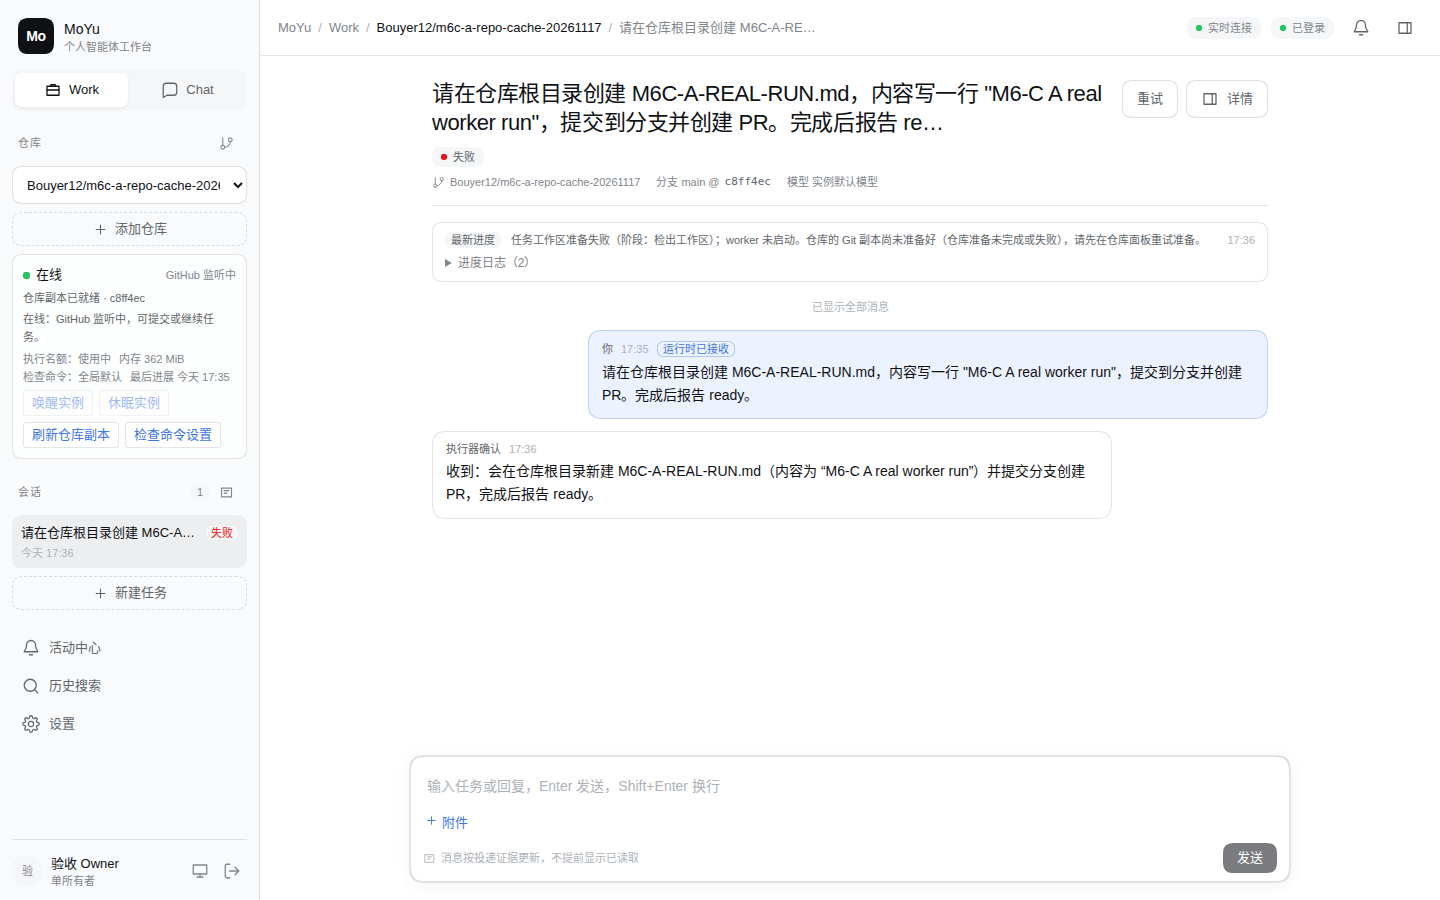 Mo
MoYu
个人智能体工作台
Work
Chat
仓库
Bouyer12/m6c-a-repo-cache-202
添加仓库
在线
GitHub 监听中
仓库副本已就绪 · c8ff4ec
在线：GitHub 监听中，可提交或继续任
务。
执行名额：使用中 内存 362 MiB
检查命令：全局默认 最后进展 今天 17:35
唤醒实例
休眠实例
刷新仓库副本
检查命令设置
会话
1
请在仓库根目录创建 M6C-A...
失败
今天 17:36
新建任务
活动中心
历史搜索
设置
验
验收 Owner
单所有者
MoYu / Work / Bouyer12/m6c-a-repo-cache-20261117 / 请在仓库根目录创建 M6C-A-RE...
实时连接
已登录
请在仓库根目录创建 M6C-A-REAL-RUN.md，内容写一行 "M6-C A real
worker run"，提交到分支并创建 PR。完成后报告 re...
重试
详情
失败
Bouyer12/m6c-a-repo-cache-20261117 分支 main @ c8ff4ec 模型 实例默认模型
最新进度 任务工作区准备失败（阶段：检出工作区）；worker 未启动。仓库的 Git 副本尚未准备好（仓库准备未完成或失败），请先在仓库面板重试准备。 17:36
进度日志（2）
已显示全部消息
你 17:35 运行时已接收
请在仓库根目录创建 M6C-A-REAL-RUN.md，内容写一行 "M6-C A real worker run"，提交到分支并创建
PR。完成后报告 ready。
执行器确认 17:36
收到：会在仓库根目录新建 M6C-A-REAL-RUN.md（内容为 “M6-C A real worker run”）并提交分支创建
PR，完成后报告 ready。
输入任务或回复，Enter 发送，Shift+Enter 换行
附件
消息按投递证据更新，不提前显示已读取
发送